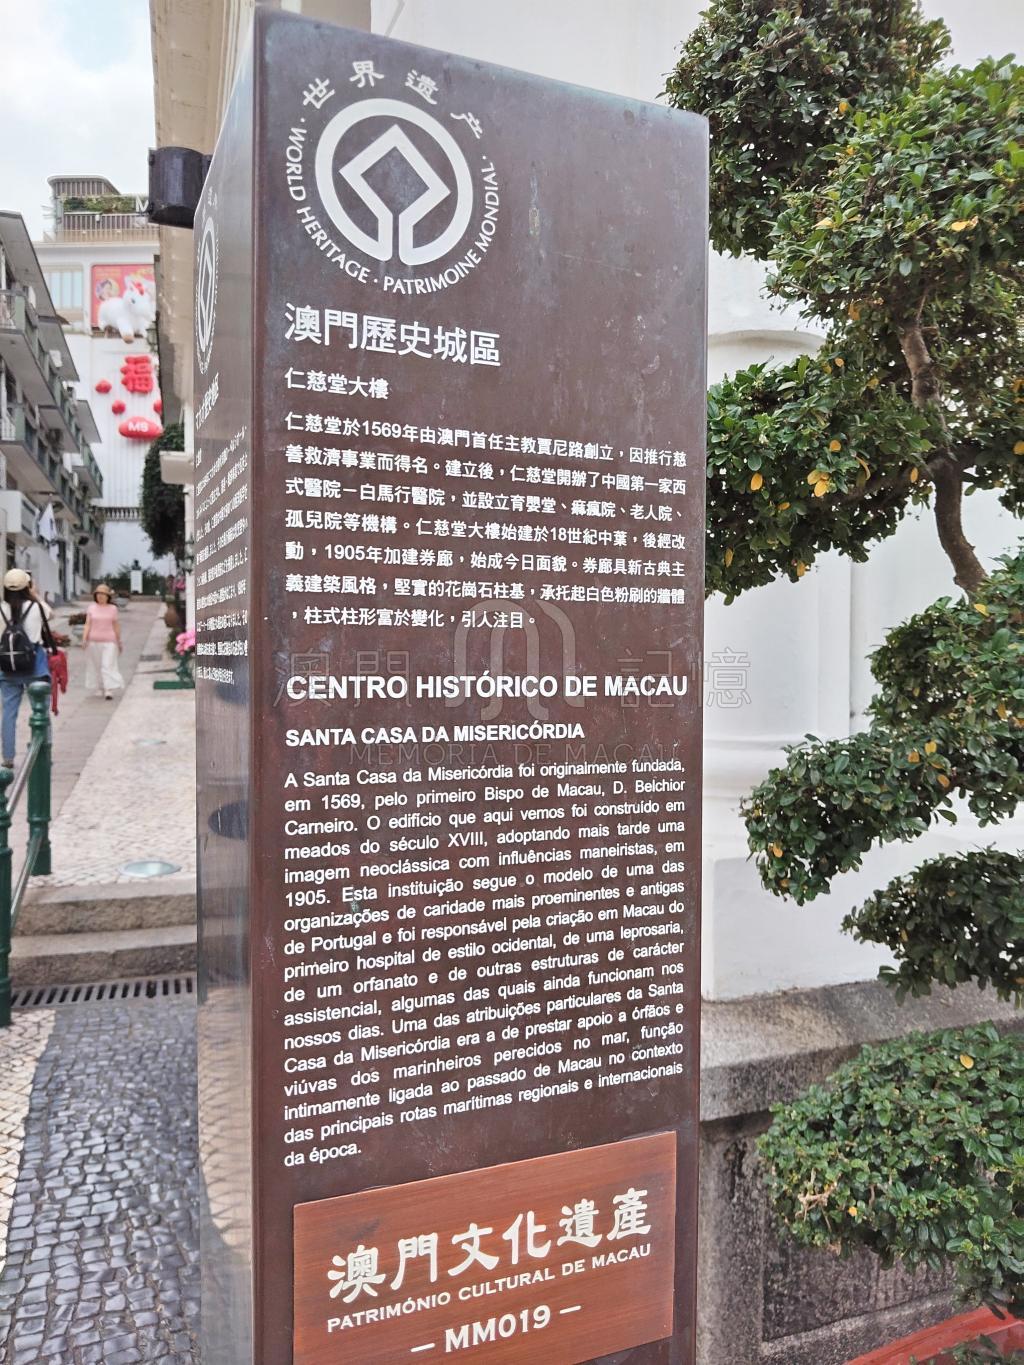 世界遺产
·WORLD HERITAGE · PATRIMOINE MONDIAL·
澳門歷史城區
仁慈堂大樓
仁慈堂於1569年由澳門首任主教賈尼路創立，因推行慈
善救濟事業而得名。建立後，仁慈堂開辦了中國第一家西
式醫院－白馬行醫院，並設立育嬰堂、痲瘋院、老人院、
孤兒院等機構。仁慈堂大樓始建於18世紀中葉，後經改
動，1905年加建券廊，始成今日面貌。券廊具新古典主
義建築風格，堅實的花崗石柱基，承托起白色粉刷的牆體
，柱式柱形富於變化，引人注目。
澳門記憶
CENTRO HISTÓRICO DE MACAU
SANTA CASA DA MISERICÓRDIA
MEMÓRIA DE MACAU
A Santa Casa da Misericórdia foi originalmente fundada,
em 1569, pelo primeiro Bispo de Macau, D. Belchior
Carneiro. O edifício que aqui vemos foi construído em
meados do século XVIII, adoptando mais tarde uma
imagem neoclássica com influências maneiristas, em
1905. Esta instituição segue o modelo de uma das
organizações de caridade mais proeminentes e antigas
de Portugal e foi responsável pela criação em Macau do
primeiro hospital de estilo ocidental, de uma leprosaria,
de um orfanato e de outras estruturas de carácter
assistencial, algumas das quais ainda funcionam nos
nossos dias. Uma das atribuições particulares da Santa
Casa da Misericórdia era a de prestar apoio a órfãos e
viúvas dos marinheiros perecidos no mar, função
intimamente ligada ao passado de Macau no contexto
das principais rotas marítimas regionais e internacionais
da época.
澳門文化遺產
PATRIMÓNIO CULTURAL DE MACAU
– MM019 –
福
MS